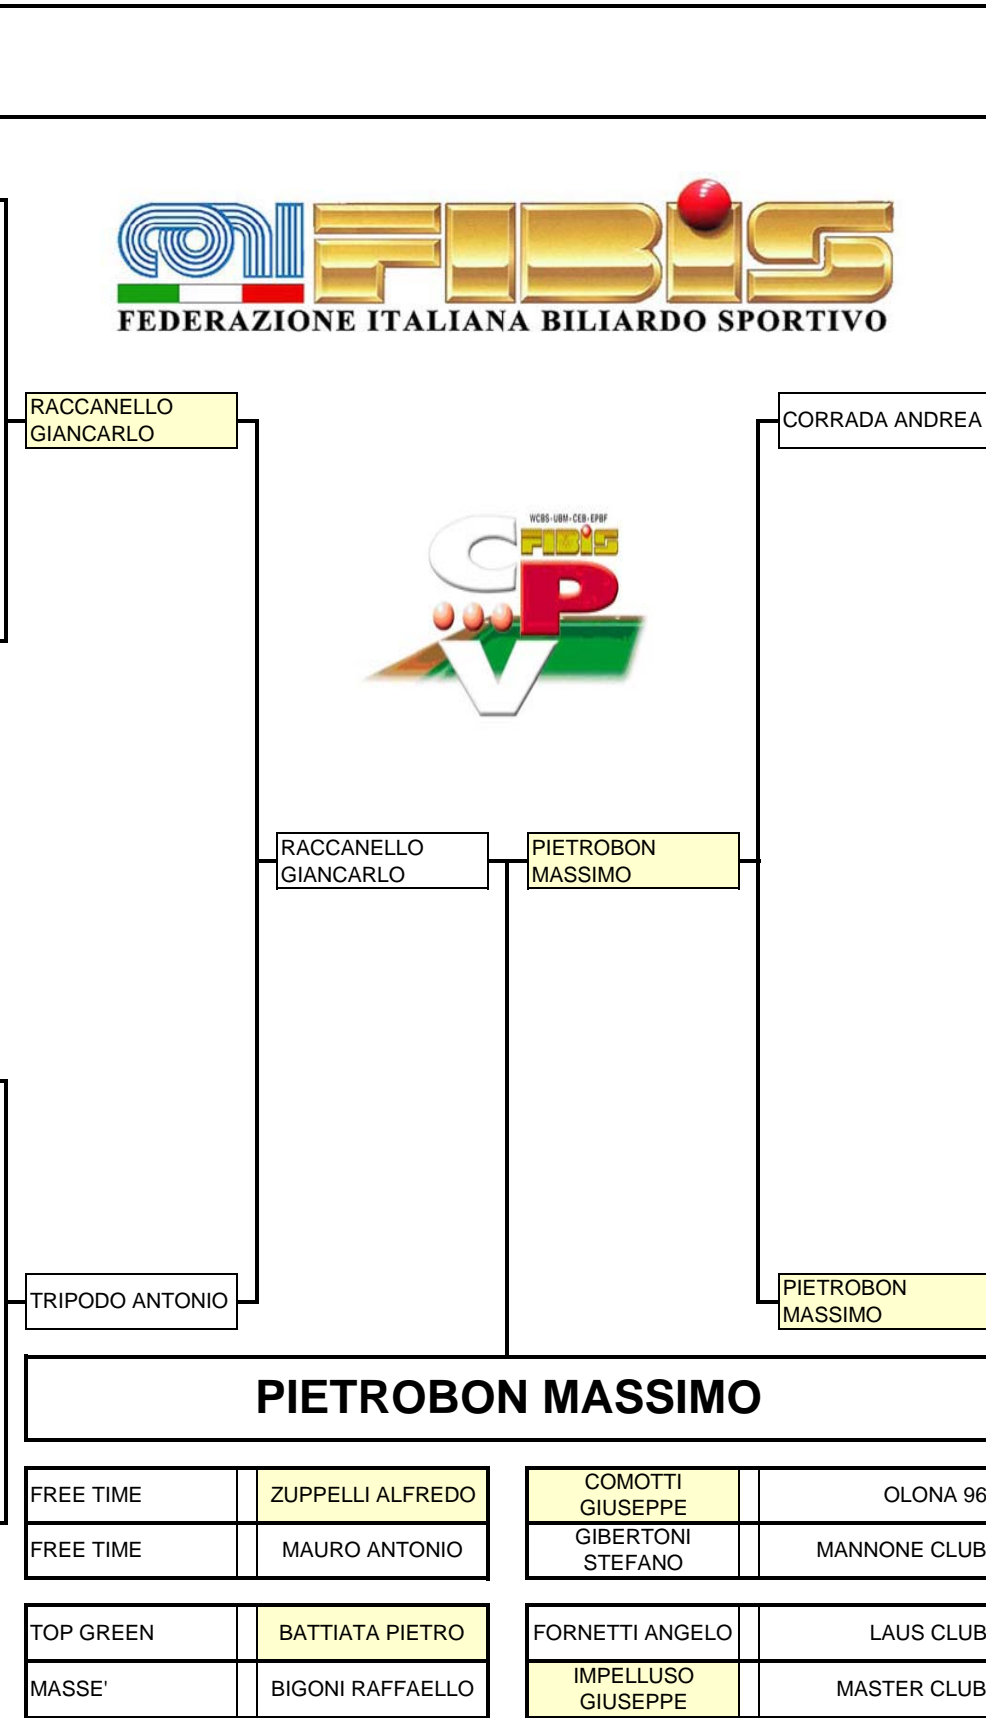 CONI FIBiS
FEDERAZIONE ITALIANA BILIARDO SPORTIVO
RACCANELLO
GIANCARLO
CORRADA ANDREA
WCBS-UBM-CEB-EPBF
FIBiS
C
P
V
RACCANELLO
GIANCARLO
PIETROBON
MASSIMO
TRIPODO ANTONIO
PIETROBON
MASSIMO
PIETROBON MASSIMO
FREE TIME
ZUPPELLI ALFREDO
COMOTTI
GIUSEPPE
OLONA 96
FREE TIME
MAURO ANTONIO
GIBERTONI
STEFANO
MANNONE CLUB
TOP GREEN
BATTIATA PIETRO
FORNETTI ANGELO
LAUS CLUB
MASSE'
BIGONI RAFFAELLO
IMPELLUSO
GIUSEPPE
MASTER CLUB